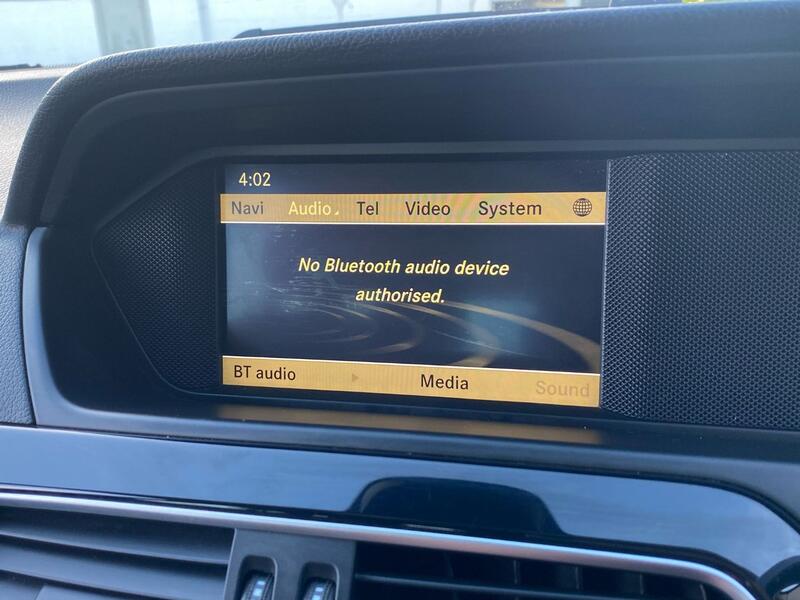 4:02
Navi Audio Tel Video System
No Bluetooth audio device
authorised.
BT audio Media Sound